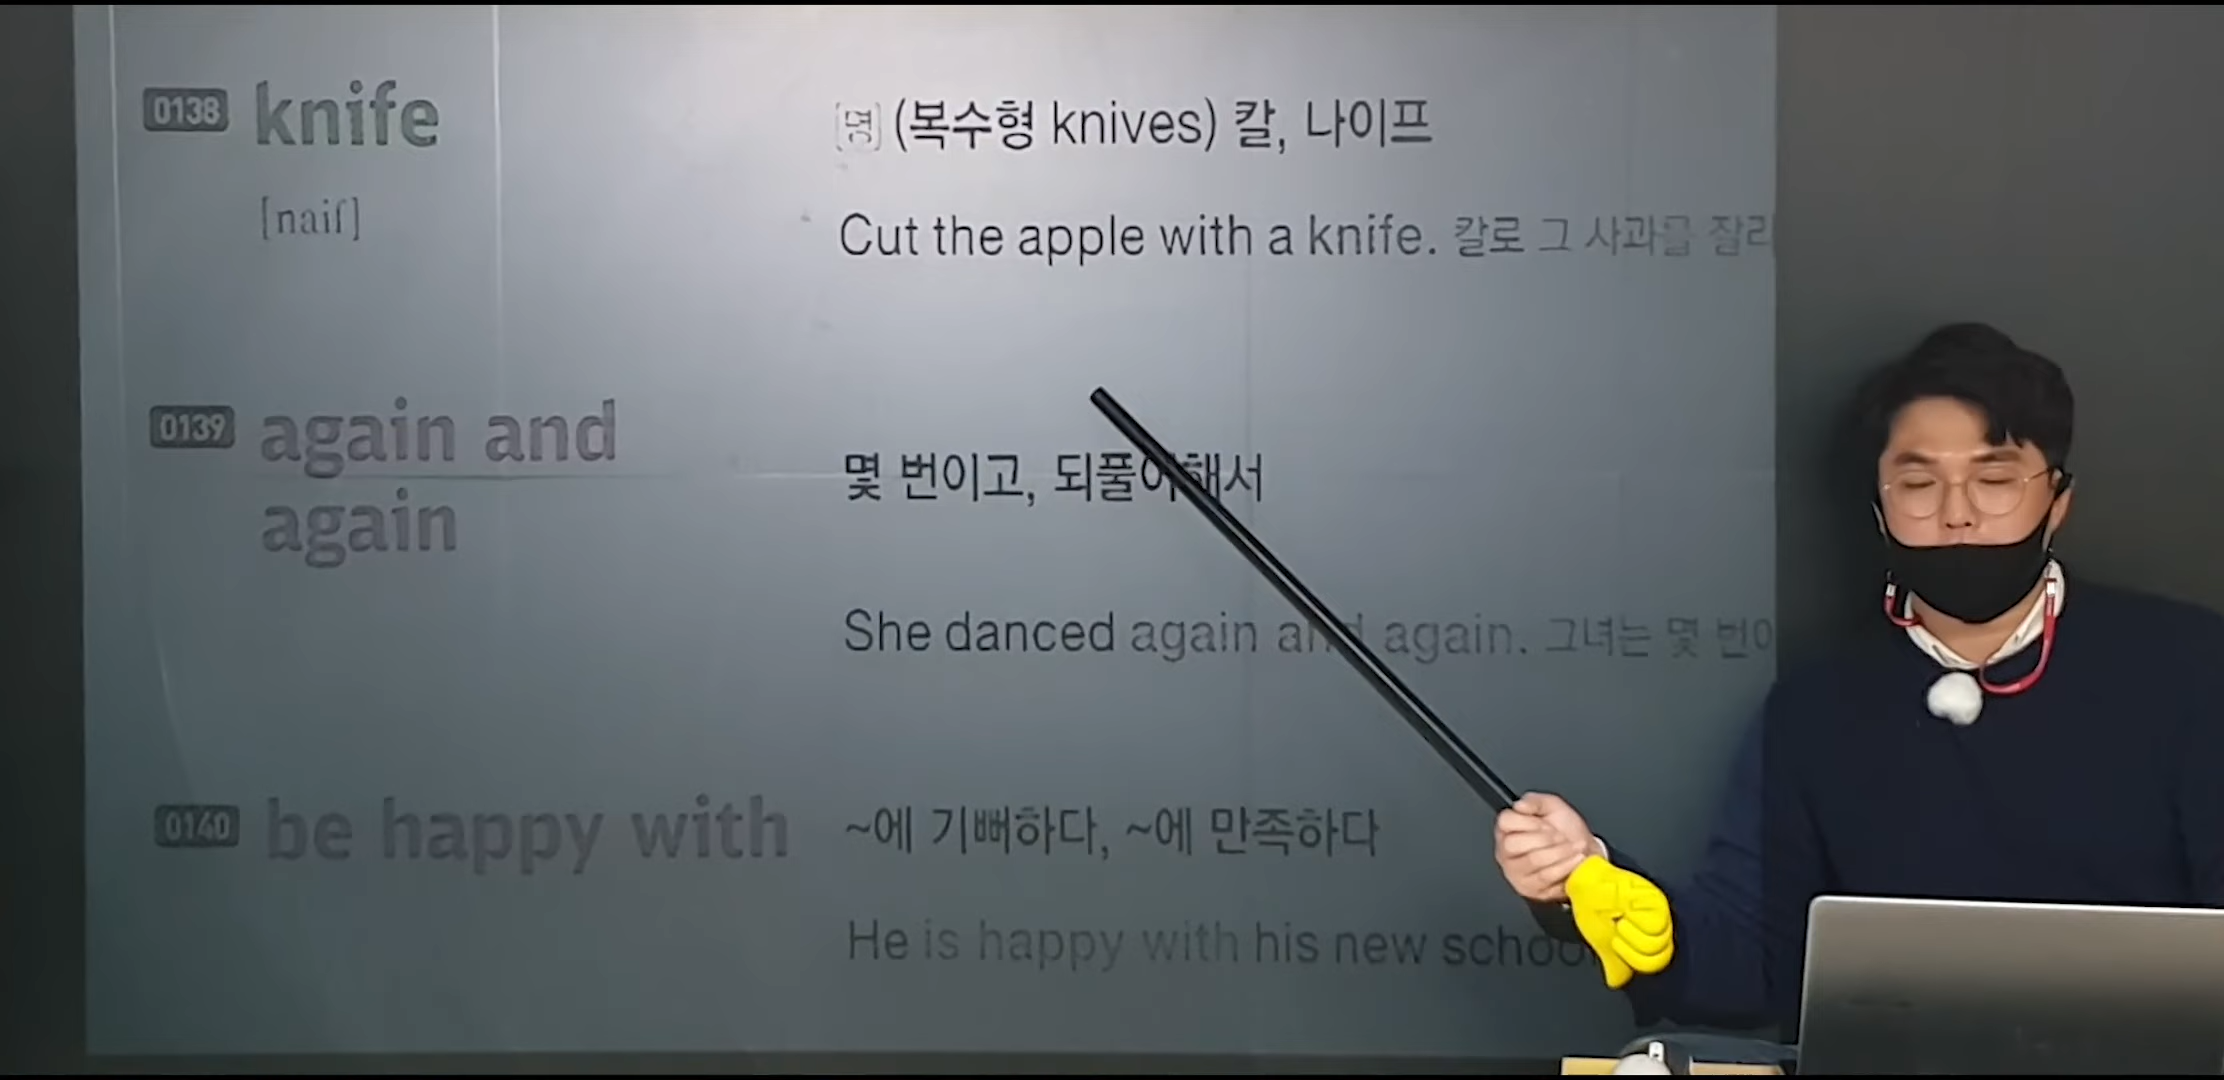 0138 knife
[명] (복수형 knives) 칼, 나이프
[naif]
Cut the apple with a knife. 칼로 그 사과를
0139 again and
again
몇 번이고, 되풀이해서
She danced again and again. 그녀는 몇
0140 be happy with
~에 기뻐하다, ~에 만족하다
He is happy with his new